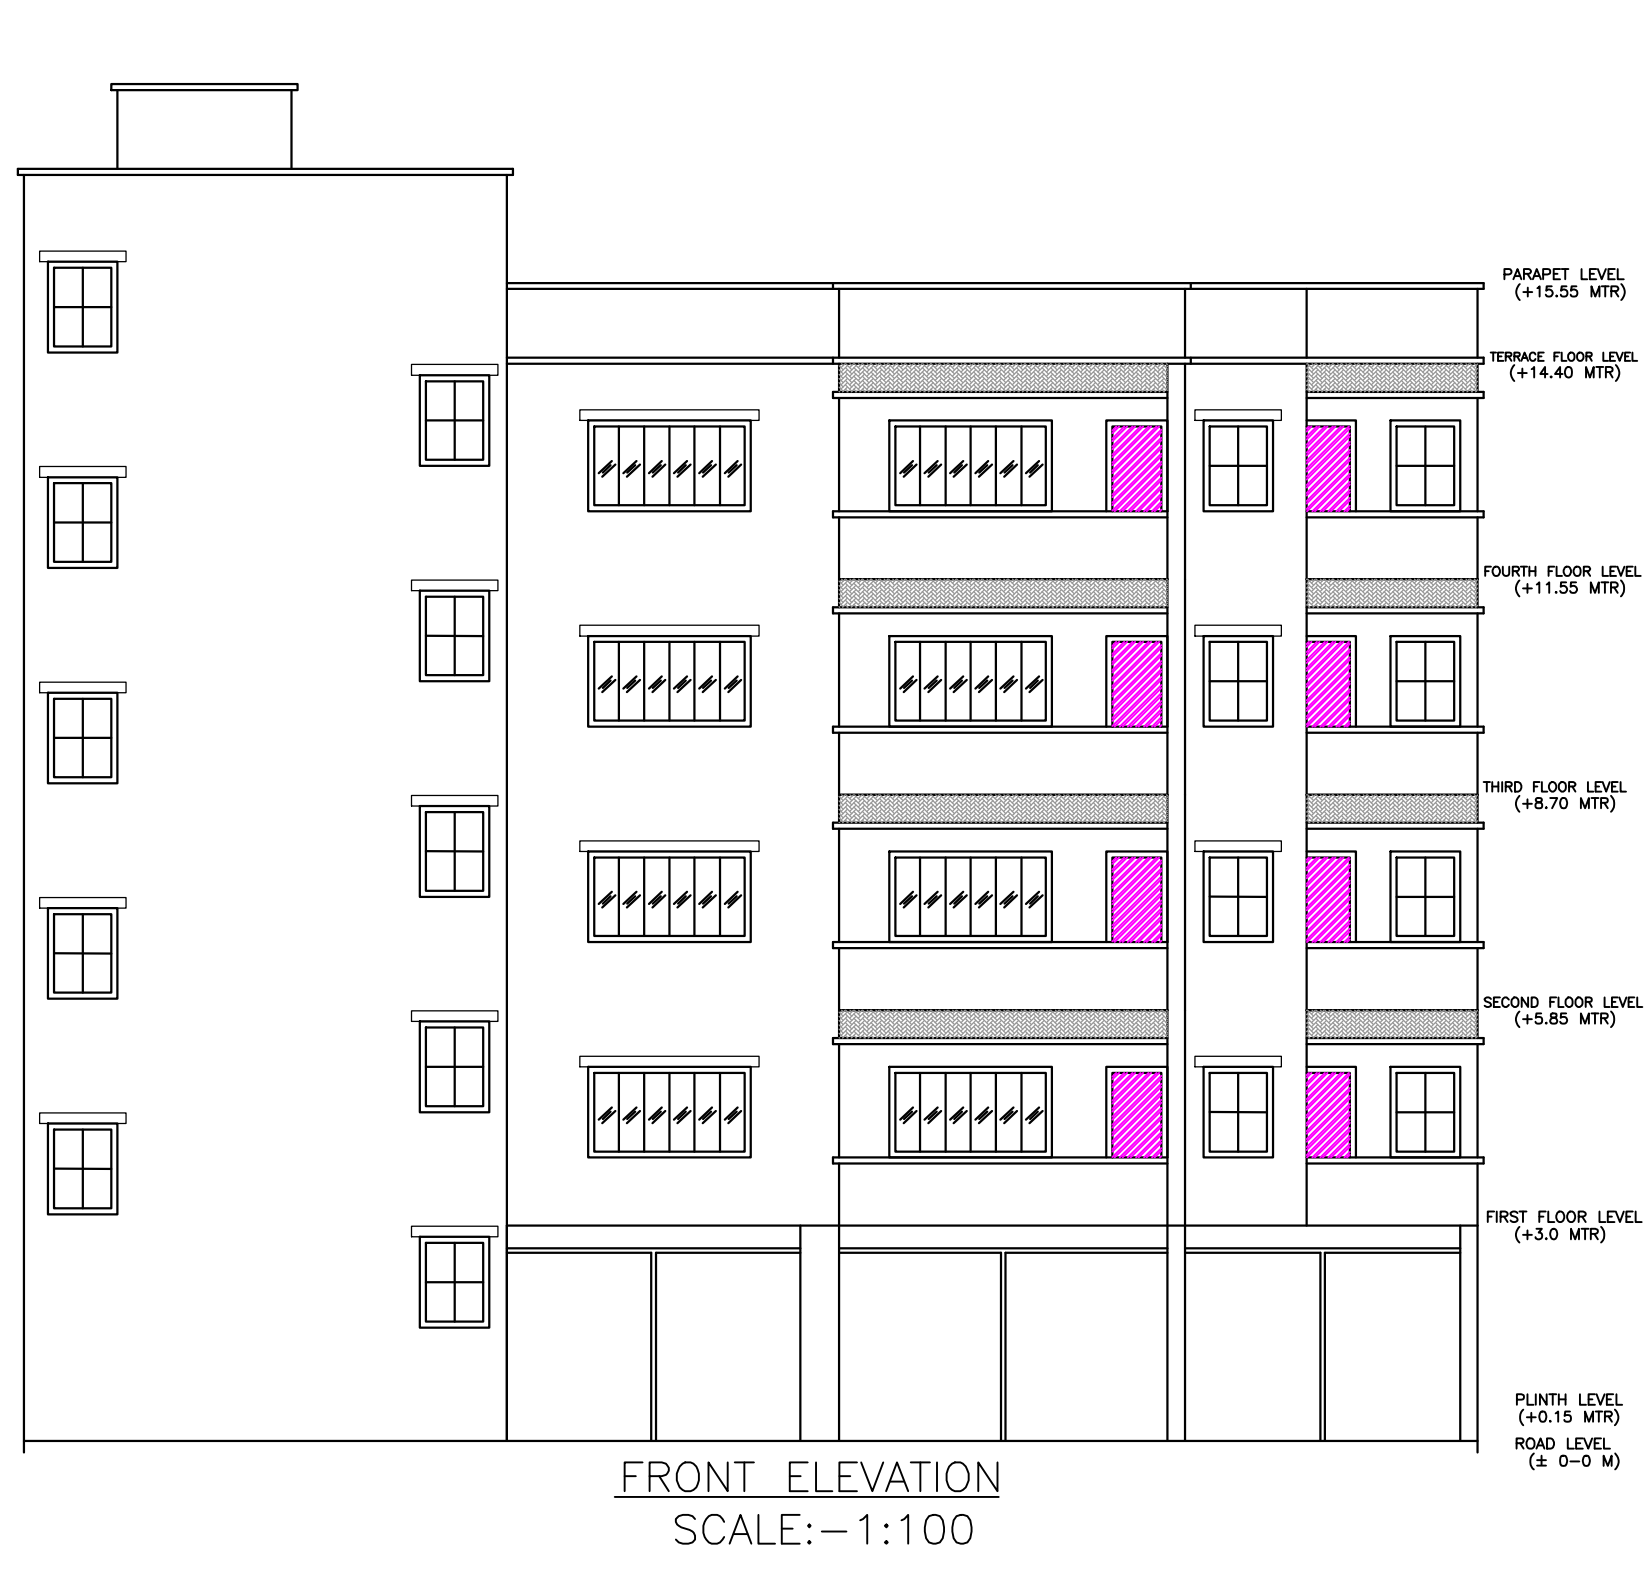 PARAPET LEVEL
(+15.55 MTR)
TERRACE FLOOR LEVEL
(+14.40 MTR)
FOURTH FLOOR LEVEL
(+11.55 MTR)
THIRD FLOOR LEVEL
(+8.70 MTR)
SECOND FLOOR LEVEL
(+5.85 MTR)
FIRST FLOOR LEVEL
(+3.0 MTR)
PLINTH LEVEL
(+0.15 MTR)
ROAD LEVEL
(± 0-0 M)
FRONT ELEVATION
SCALE:-1:100